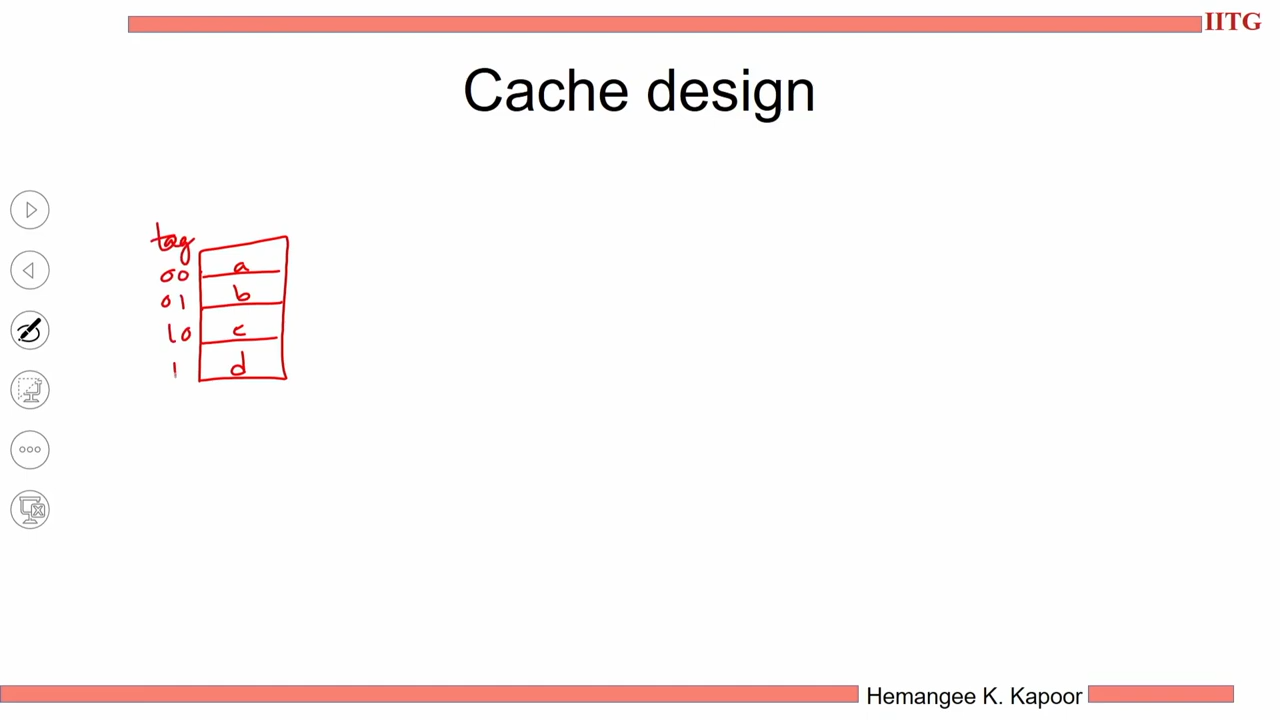 IITG
Cache design
tag
00 a
01 b
10 c
1 d
Hemangee K. Kapoor